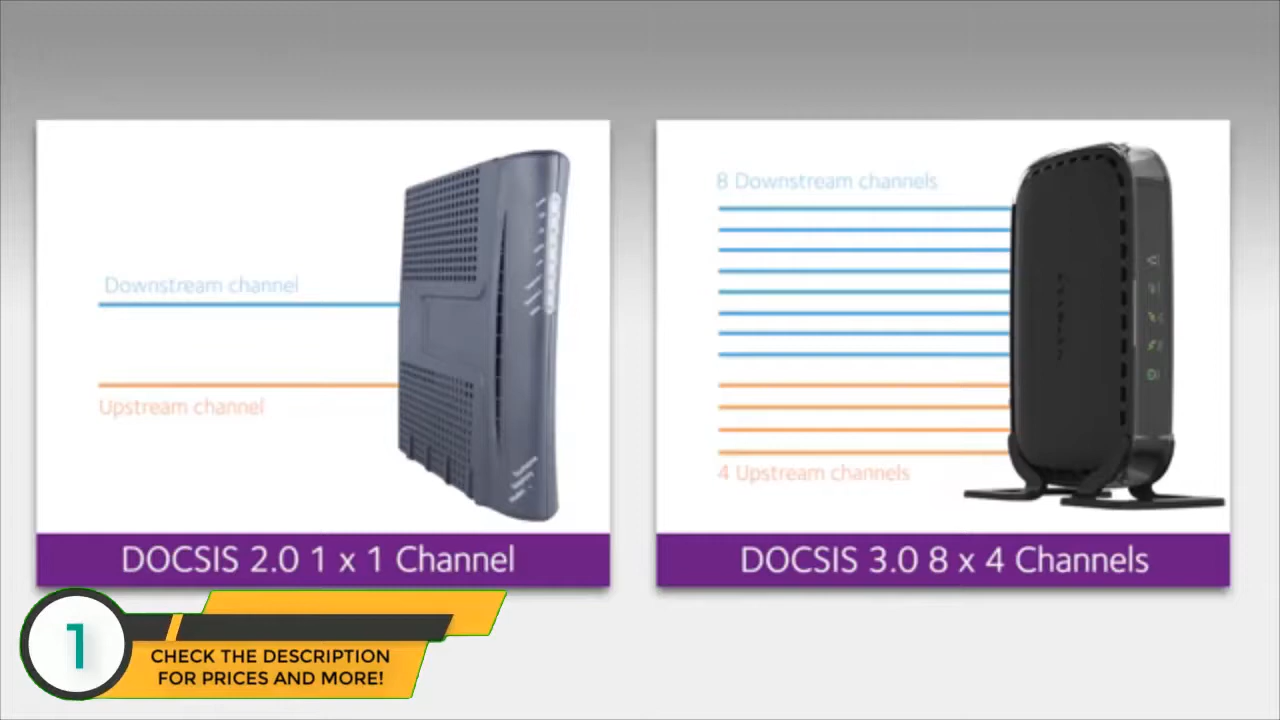 Downstream channel
Upstream channel
DOCSIS 2.0 1 x 1 Channel
8 Downstream channels
4 Upstream channels
DOCSIS 3.0 8 x 4 Channels
1
CHECK THE DESCRIPTION
FOR PRICES AND MORE!